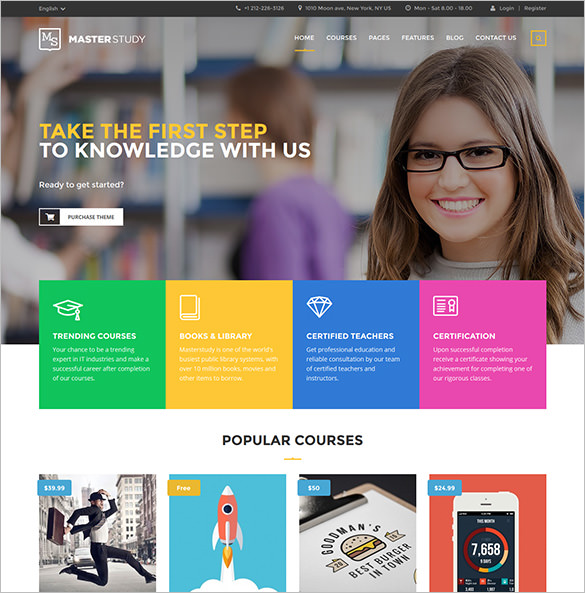 English
+1 212-226-3126
1010 Moon ave, New York, NY US
Mon - Sat 8.00 - 18.00
Login | Register
MS
MASTERSTUDY
HOME
COURSES
PAGES
FEATURES
BLOG
CONTACT US
TAKE THE FIRST STEP
TO KNOWLEDGE WITH US
Ready to get started?
PURCHASE THEME
TRENDING COURSES
Your chance to be a trending
expert in IT industries and make a
successful career after completion
of our courses.
BOOKS & LIBRARY
Masterstudy is one of the world's
busiest public library systems, with
over 10 million books, movies and
other items to borrow.
CERTIFIED TEACHERS
Get professional education and
reliable consultation by our team
of certified teachers and
instructors.
CERTIFICATION
Upon successful completion
receive a certificate showing your
achievement for completing one of
our rigorous classes.
POPULAR COURSES
$39.99
Free
$50
$24.99
GOODMAN'S
BEST BURGER
IN TOWN
THIS MONTH
7,658
9 DAYS